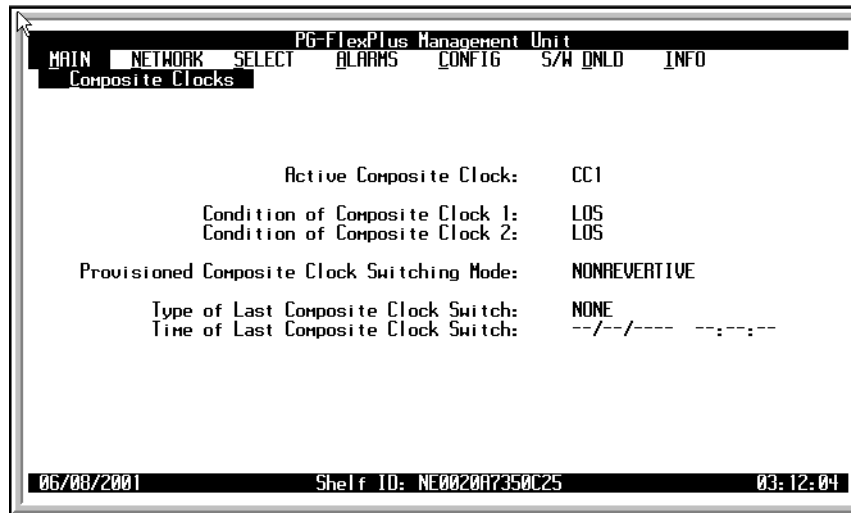 PG-FlexPlus Management Unit
MAIN NETWORK SELECT ALARMS CONFIG S/W DNLD INFO
Composite Clocks
Active Composite Clock: CC1
Condition of Composite Clock 1: LOS
Condition of Composite Clock 2: LOS
Provisioned Composite Clock Switching Mode: NONREVERTIVE
Type of Last Composite Clock Switch: NONE
Time of Last Composite Clock Switch: --/--/---- --:--:--
06/08/2001 Shelf ID: NE0020A7350C25 03:12:04